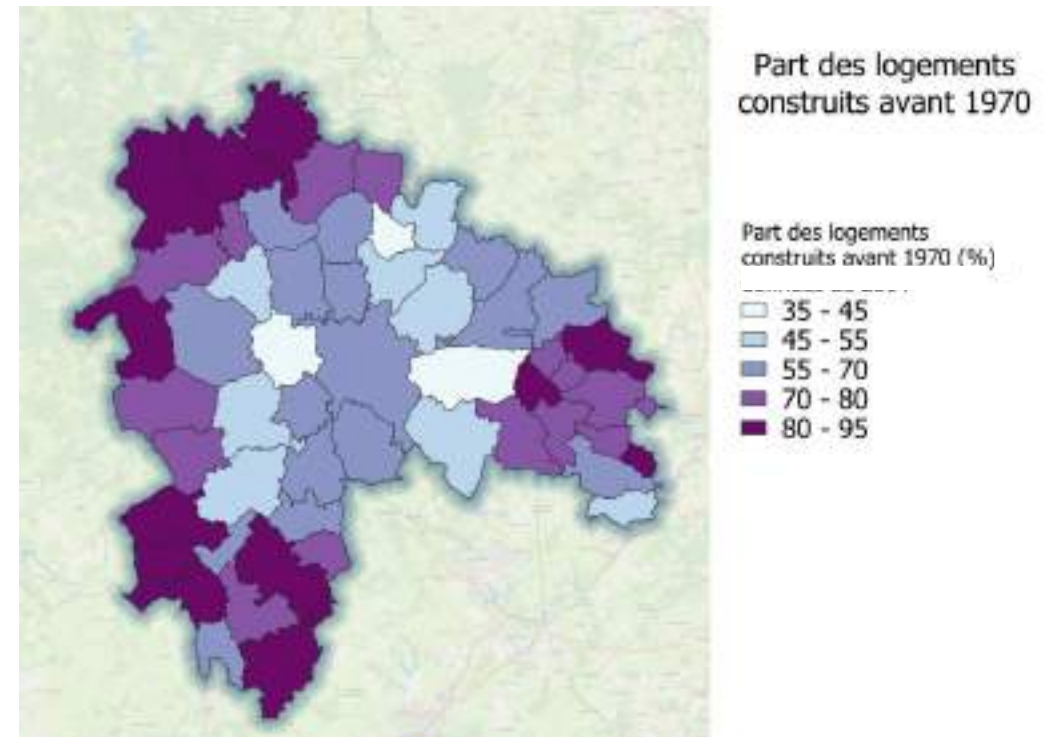 Part des logements
construits avant 1970
Part des logements
construits avant 1970 (%)
35 - 45
45 - 55
55 - 70
70 - 80
80 - 95